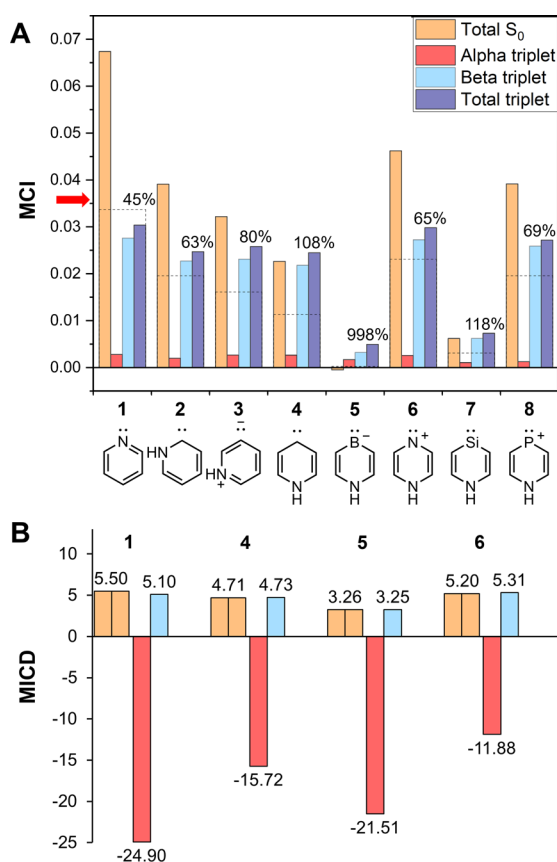 A
Total S₀
Alpha triplet
Beta triplet
Total triplet
MCI
0.07
0.06
0.05
0.04
0.03
0.02
0.01
0.00
45% 63% 80% 108% 998% 65% 118% 69%
1 2 3 4 5 6 7 8
N HN HN + − N H B − N H N + N H Si N H P + N H
B
1 4 5 6
MICD
10
5
0
-5
-10
-15
-20
-25
5.50 5.10 4.71 4.73 3.26 3.25 5.20 5.31
-24.90 -15.72 -21.51 -11.88